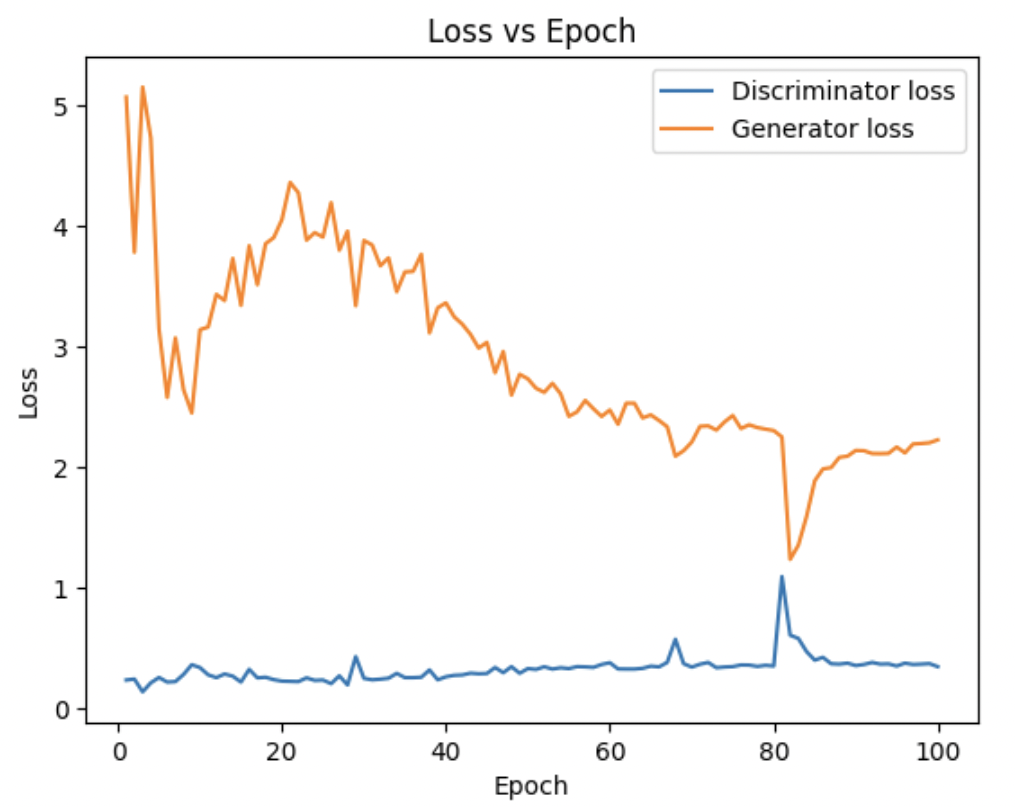 Loss vs Epoch
Discriminator loss
Generator loss
5
4
3
2
1
0
Loss
0 20 40 60 80 100
Epoch